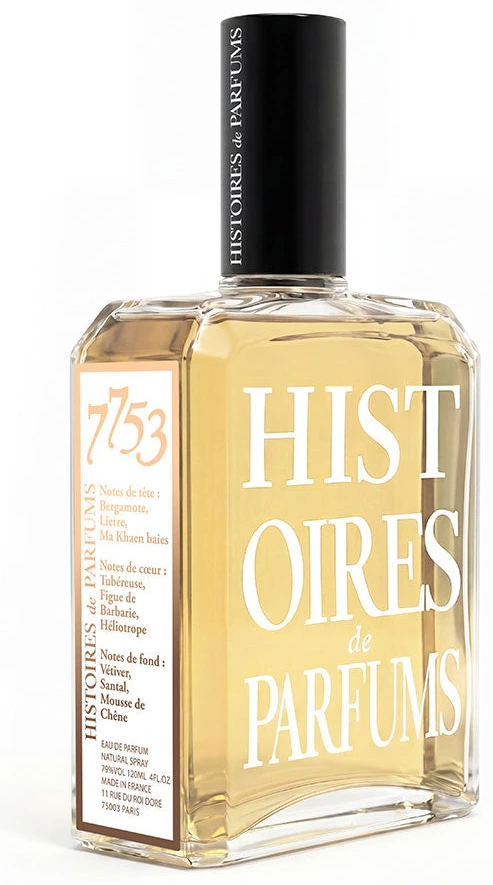 HISTOIRES de PARFUMS
HIST
OIRES
de
PARFUMS
7753
HISTOIRES de PARFUMS
Notes de tête :
Bergamote,
Lierre,
Ma Khaen baies
Notes de cœur :
Tubéreuse,
Figue de
Barbarie,
Héliotrope
Notes de fond :
Vétiver,
Santal,
Mousse de
Chêne
EAU DE PARFUM
NATURAL SPRAY
79%VOL 120ML 4FL.OZ
MADE IN FRANCE
11 RUE DU ROI DORÉ
75003 PARIS